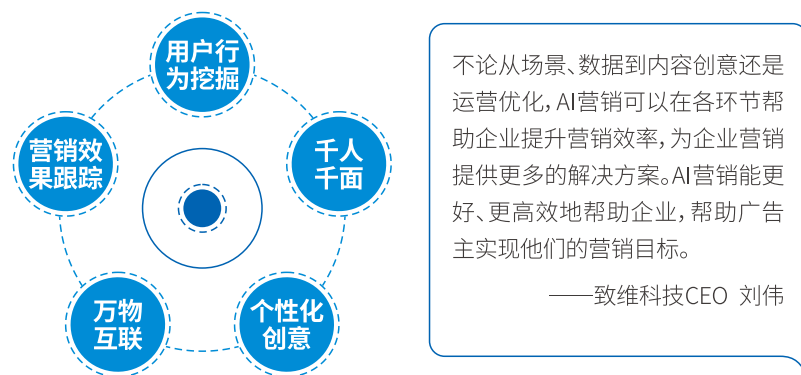 用户行
为挖掘
营销效
果跟踪
千人
千面
万物
互联
个性化
创意
不论从场景、数据到内容创意还是
运营优化，AI营销可以在各环节帮
助企业提升营销效率，为企业营销
提供更多的解决方案。AI营销能更
好、更高效地帮助企业，帮助广告
主实现他们的营销目标。
——致维科技CEO 刘伟